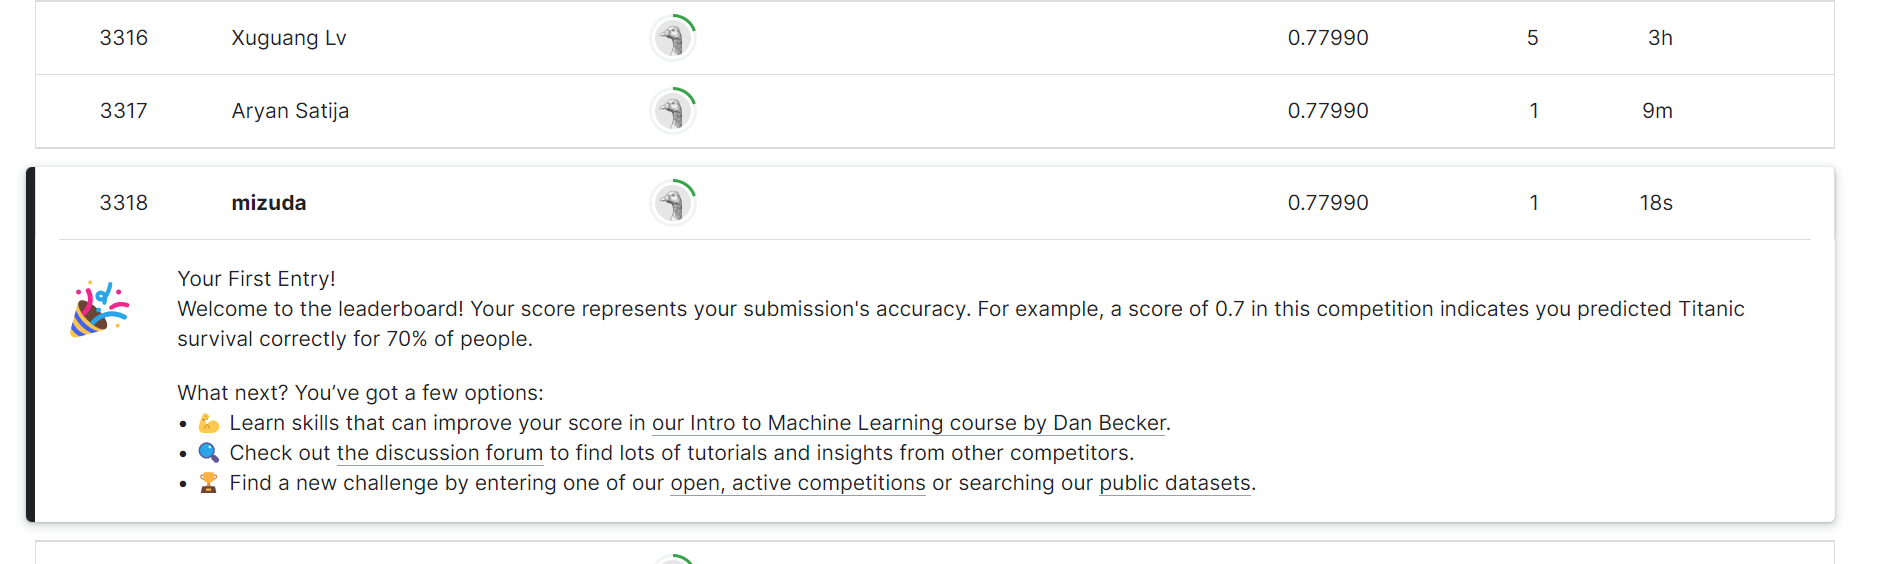 3316 Xuguang Lv 0.77990 5 3h
3317 Aryan Satija 0.77990 1 9m
3318 mizuda 0.77990 1 18s
Your First Entry!
Welcome to the leaderboard! Your score represents your submission's accuracy. For example, a score of 0.7 in this competition indicates you predicted Titanic
survival correctly for 70% of people.
What next? You’ve got a few options:
• 💪 Learn skills that can improve your score in our Intro to Machine Learning course by Dan Becker.
• 🔍 Check out the discussion forum to find lots of tutorials and insights from other competitors.
• 🏆 Find a new challenge by entering one of our open, active competitions or searching our public datasets.